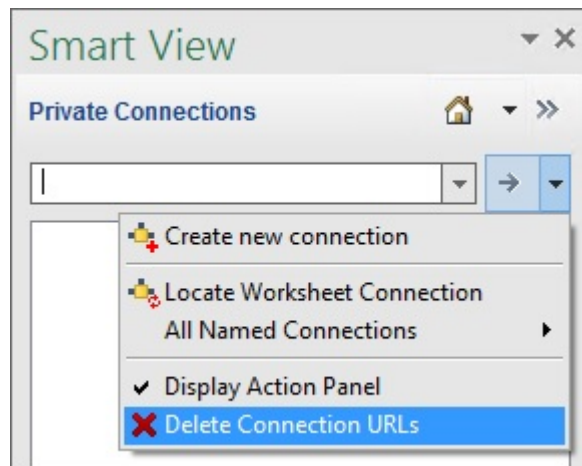 Smart View
Private Connections
Create new connection
Locate Worksheet Connection
All Named Connections
Display Action Panel
Delete Connection URLs